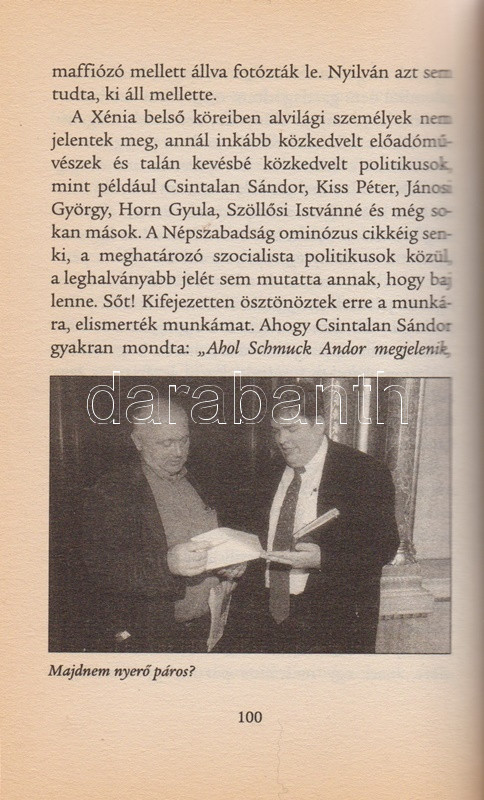 maffiózó mellett állva fotózták le. Nyilván azt sem
tudta, ki áll mellette.
A Xénia belső köreiben alvilági személyek nem
jelentek meg, annál inkább közkedvelt előadómű-
vészek és talán kevésbé közkedvelt politikusok,
mint például Csintalan Sándor, Kiss Péter, Jánosi
György, Horn Gyula, Szöllősi Istvánné és még so-
kan mások. A Népszabadság ominózus cikkéig sen-
ki, a meghatározó szocialista politikusok közül,
a leghalványabb jelét sem mutatta annak, hogy baj
lenne. Sőt! Kifejezetten ösztönöztek erre a munká-
ra, elismerték munkámat. Ahogy Csintalan Sándor
gyakran mondta: „Ahol Schmuck Andor megjelenik,
darabanth
Majdnem nyerő páros?
100